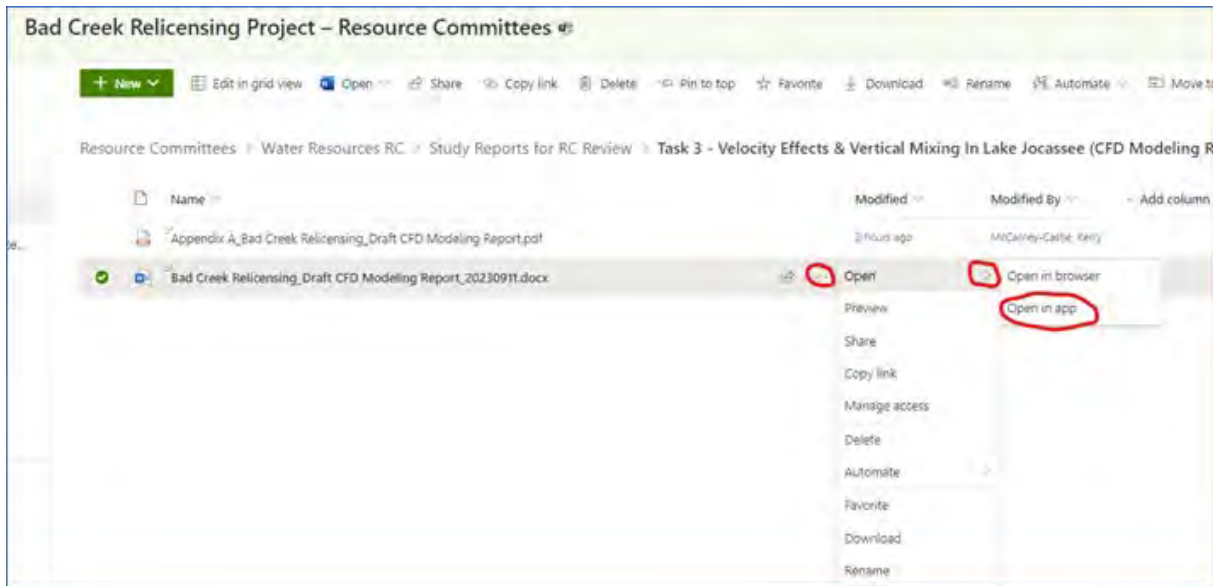 Bad Creek Relicensing Project – Resource Committees
+ New Edit in grid view Open Share Copy link Delete Pin to top Favorite Download Rename Automate Move to
Resource Committees > Water Resources RC > Study Reports for RC Review > Task 3 - Velocity Effects & Vertical Mixing In Lake Jocassee (CFD Modeling R
Name Modified Modified By Add column
Appendix A_Bad Creek Relicensing_Draft CFD Modeling Report.pdf 2 hours ago McCarney-Castle, Kerry
Bad Creek Relicensing_Draft CFD Modeling Report_20230911.docx Open Open in browser
Preview Open in app
Share
Copy link
Manage access
Delete
Automate
Favorite
Download
Rename